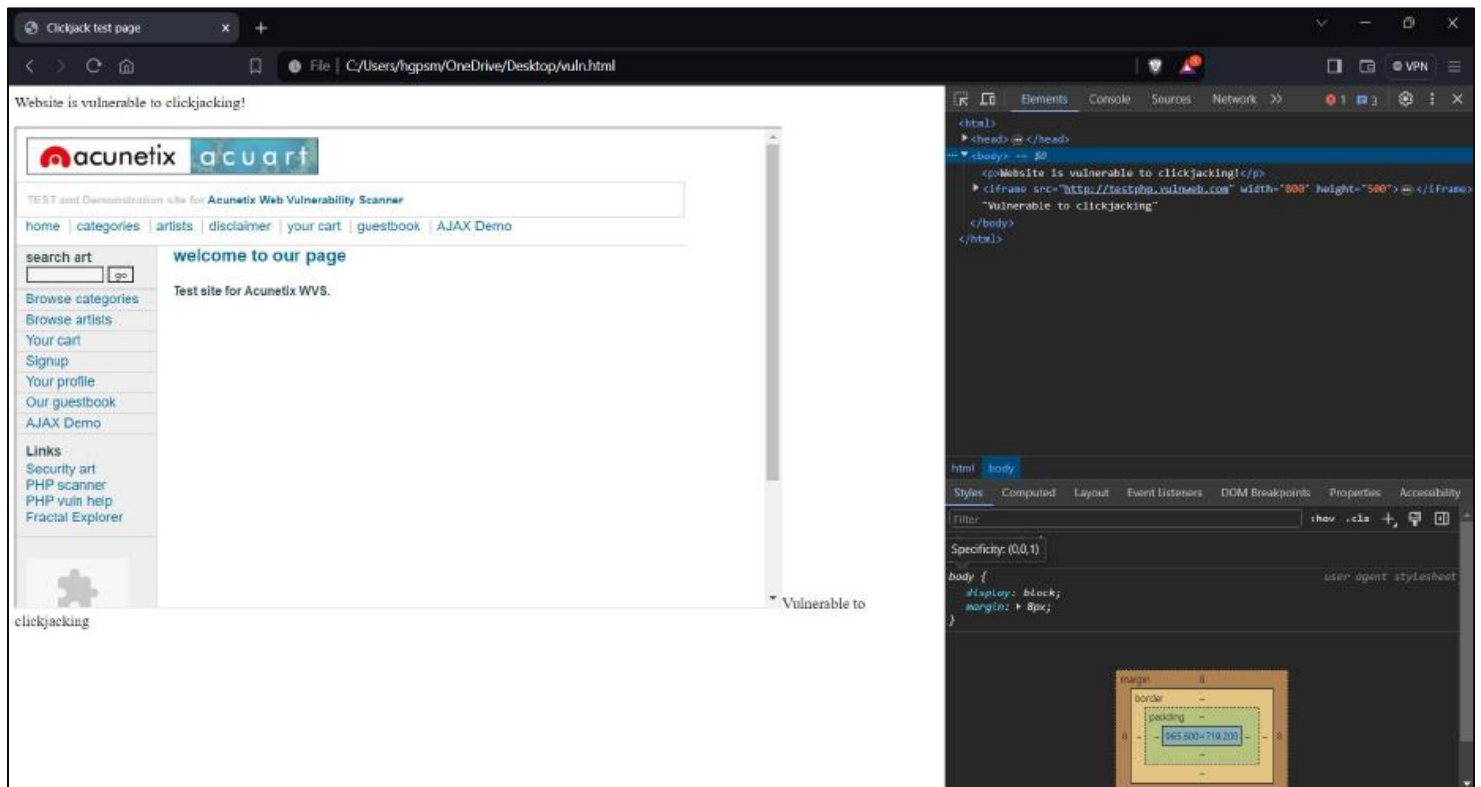 Clickjack test page
File | C:/Users/hgpsm/OneDrive/Desktop/vuln.html
VPN
Website is vulnerable to clickjacking!
acunetix acuart
TEST and Demonstration site for Acunetix Web Vulnerability Scanner
home | categories | artists | disclaimer | your cart | guestbook | AJAX Demo
search art
go
Browse categories
Browse artists
Your cart
Signup
Your profile
Our guestbook
AJAX Demo
Links
Security art
PHP scanner
PHP vuln help
Fractal Explorer
welcome to our page
Test site for Acunetix WVS.
Vulnerable to
clickjacking
Elements Console Sources Network >> 1 3
<html>
<head> </head>
<body> == $0
<p>Website is vulnerable to clickjacking!</p>
<iframe src="http://testphp.vulnweb.com" width="800" height="500"> </iframe>
"Vulnerable to clickjacking"
</body>
</html>
html body
Styles Computed Layout Event Listeners DOM Breakpoints Properties Accessibility
Filter :hov .cls
Specificity: (0,0,1)
body { user agent stylesheet
display: block;
margin: 8px;
}
margin 8
border -
padding -
8 - - 965.600×719.200 - - 8
-
-